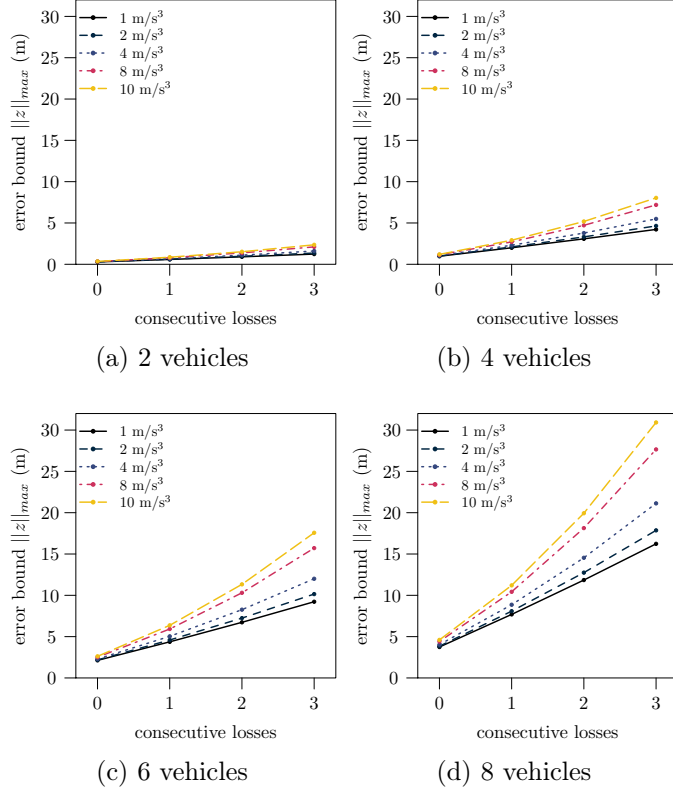 error bound ||z||max (m)
30
25
20
15
10
5
0
1 m/s³
2 m/s³
4 m/s³
8 m/s³
10 m/s³
0 1 2 3
consecutive losses
(a) 2 vehicles
error bound ||z||max (m)
30
25
20
15
10
5
0
1 m/s³
2 m/s³
4 m/s³
8 m/s³
10 m/s³
0 1 2 3
consecutive losses
(b) 4 vehicles
error bound ||z||max (m)
30
25
20
15
10
5
0
1 m/s³
2 m/s³
4 m/s³
8 m/s³
10 m/s³
0 1 2 3
consecutive losses
(c) 6 vehicles
error bound ||z||max (m)
30
25
20
15
10
5
0
1 m/s³
2 m/s³
4 m/s³
8 m/s³
10 m/s³
0 1 2 3
consecutive losses
(d) 8 vehicles